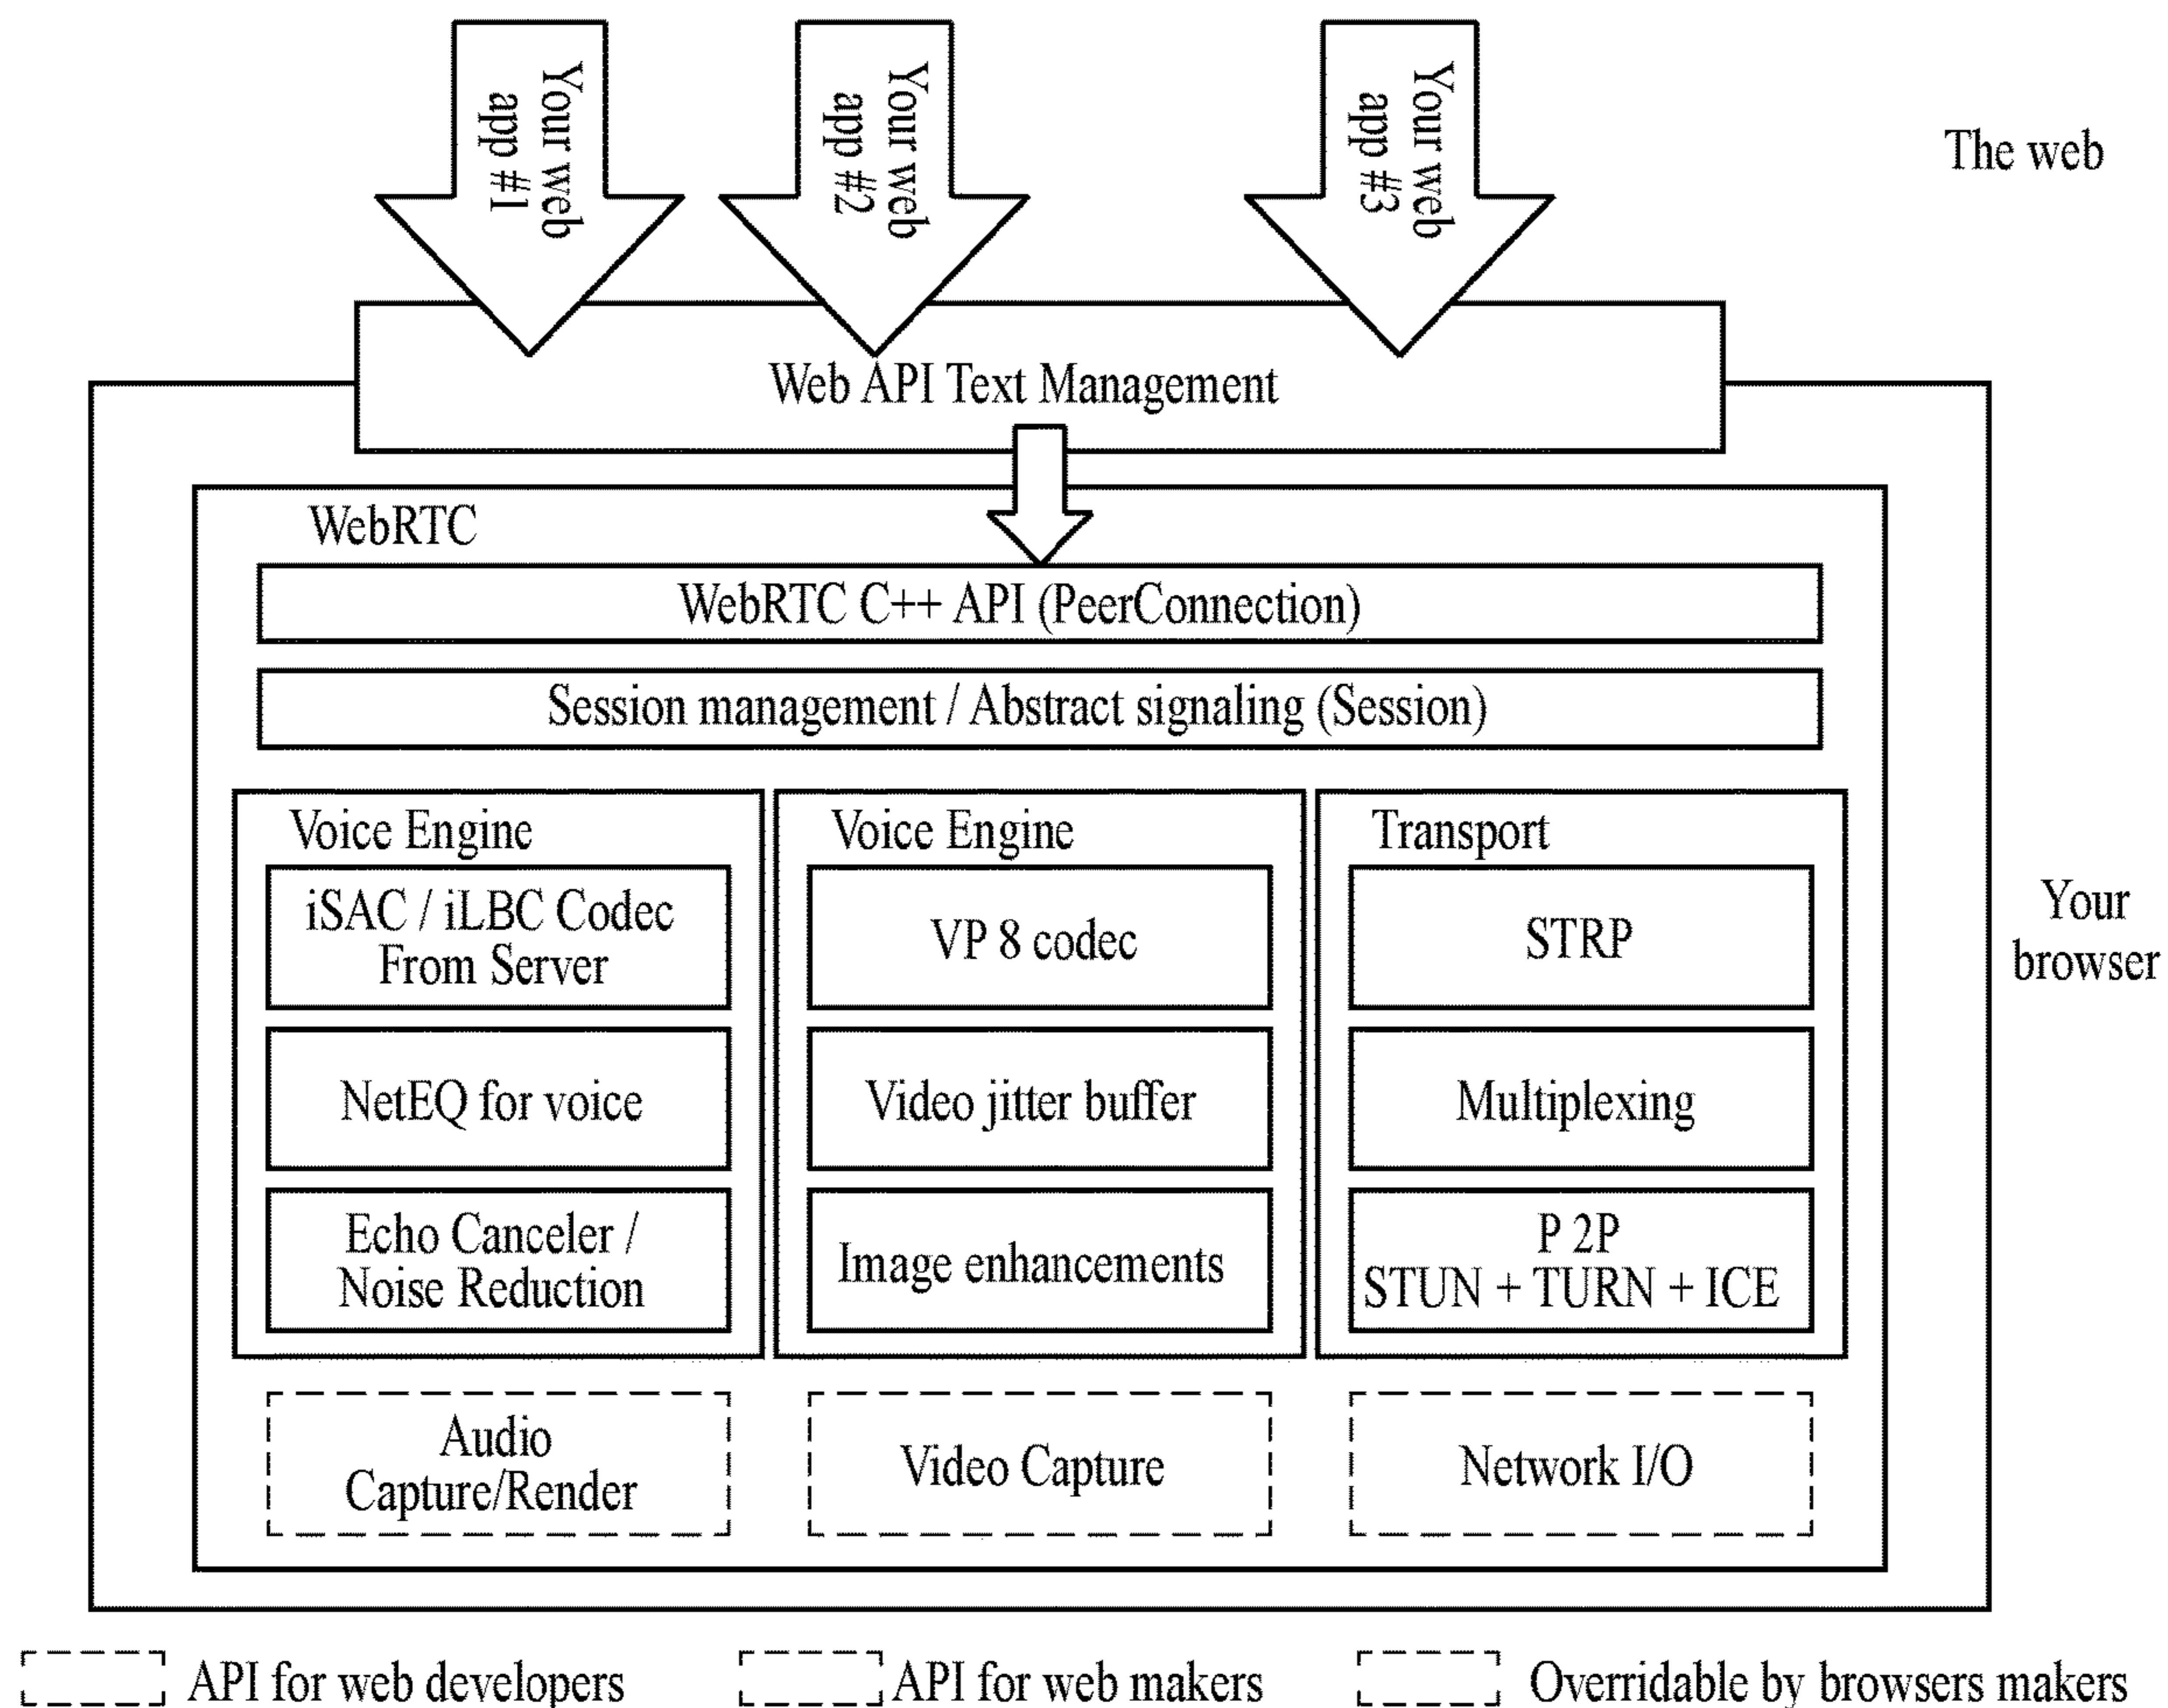 Your web
app #1
Your web
app #2
Your web
app #3
The web
Web API Text Management
WebRTC
WebRTC C++ API (PeerConnection)
Session management / Abstract signaling (Session)
Voice Engine
iSAC / iLBC Codec
From Server
NetEQ for voice
Echo Canceler /
Noise Reduction
Voice Engine
VP 8 codec
Video jitter buffer
Image enhancements
Transport
STRP
Multiplexing
P 2P
STUN + TURN + ICE
Your
browser
Audio
Capture/Render
Video Capture
Network I/O
API for web developers
API for web makers
Overridable by browsers makers